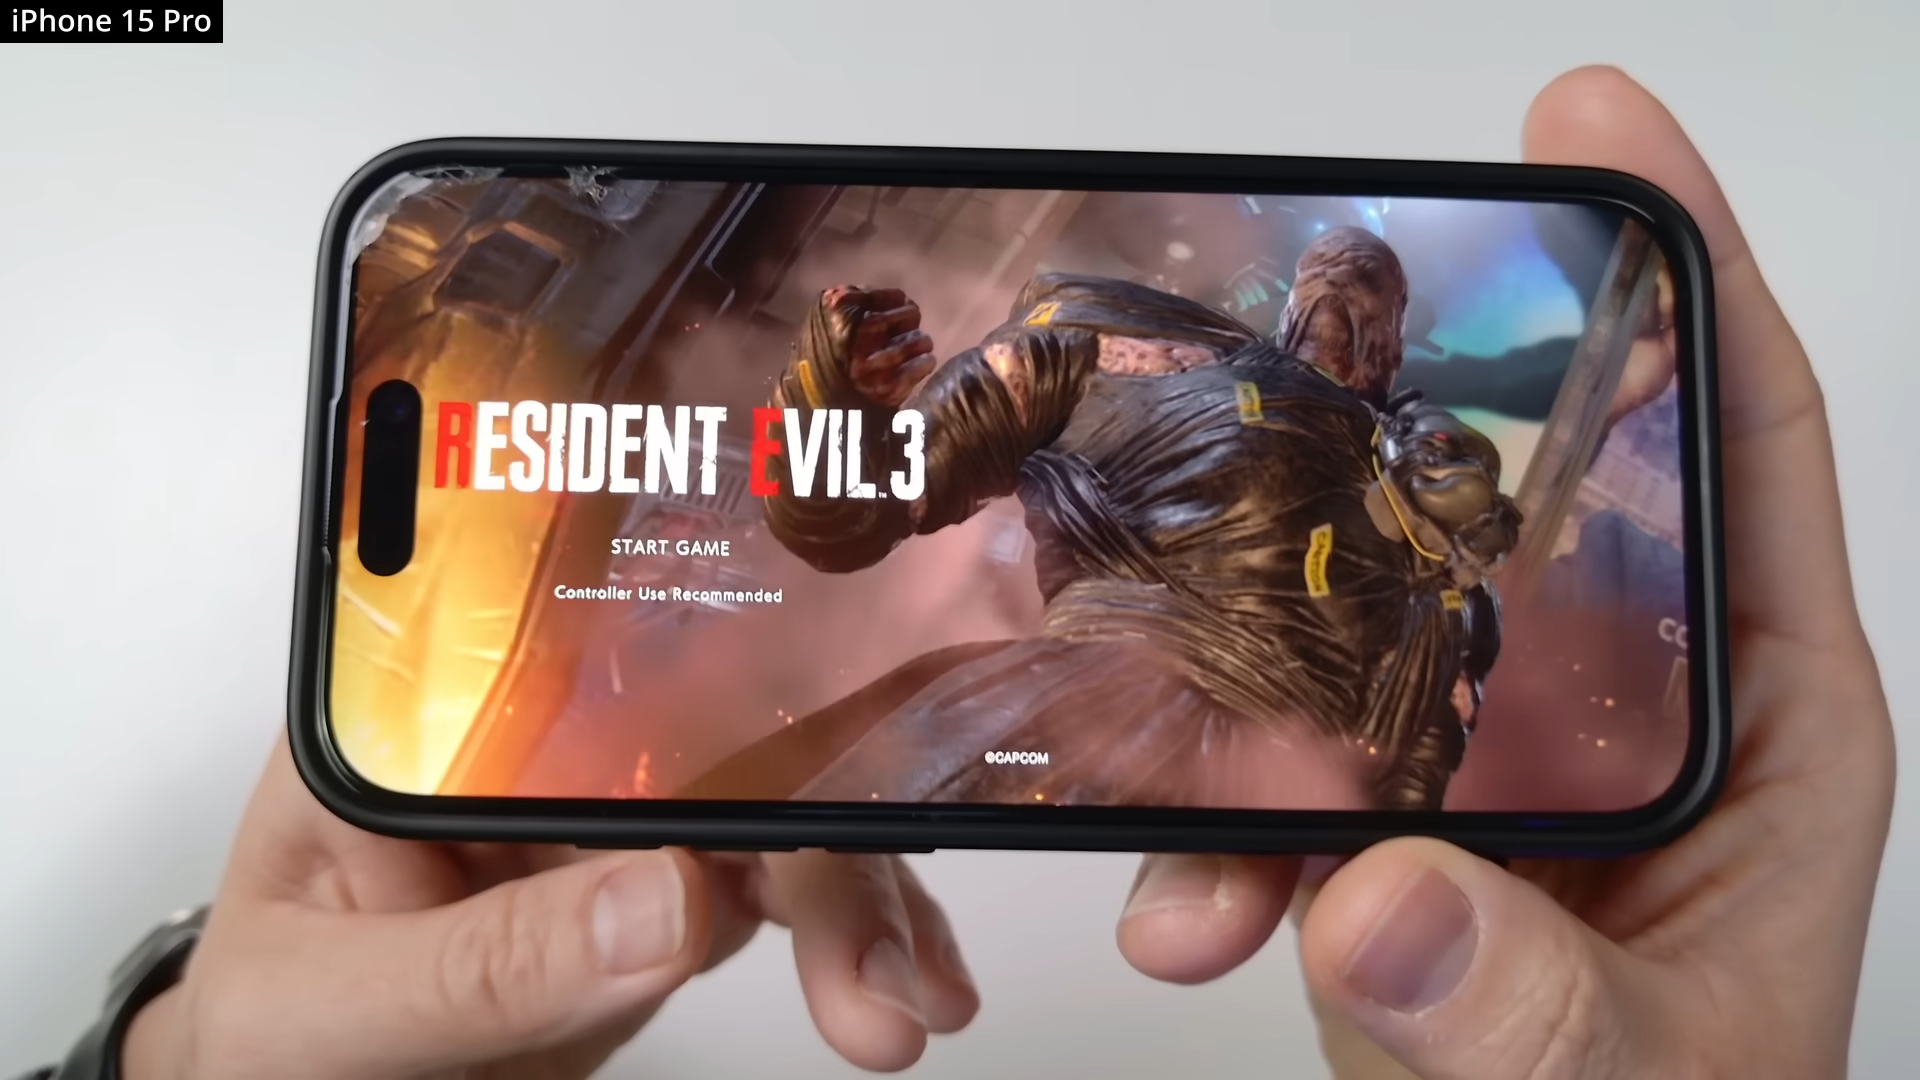 iPhone 15 Pro
RESIDENT EVIL 3
START GAME
Controller Use Recommended
©CAPCOM